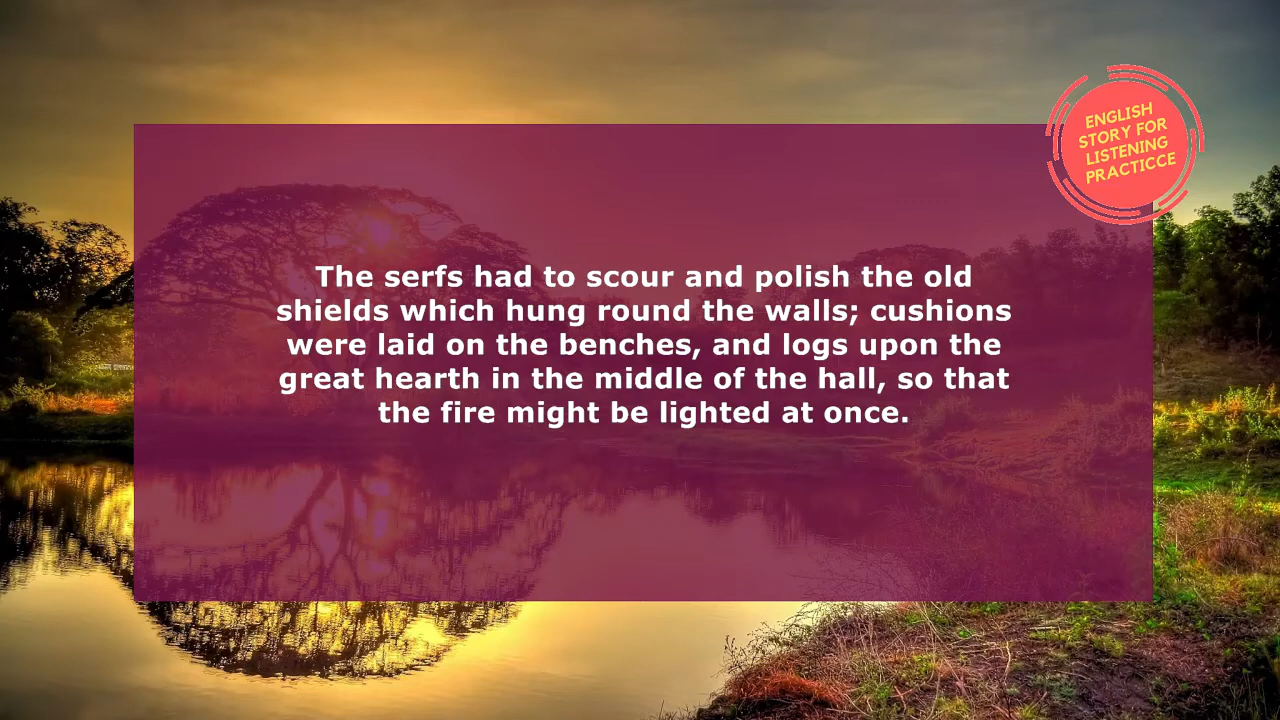 ENGLISH
STORY FOR
LISTENING
PRACTICCE
The serfs had to scour and polish the old
shields which hung round the walls; cushions
were laid on the benches, and logs upon the
great hearth in the middle of the hall, so that
the fire might be lighted at once.